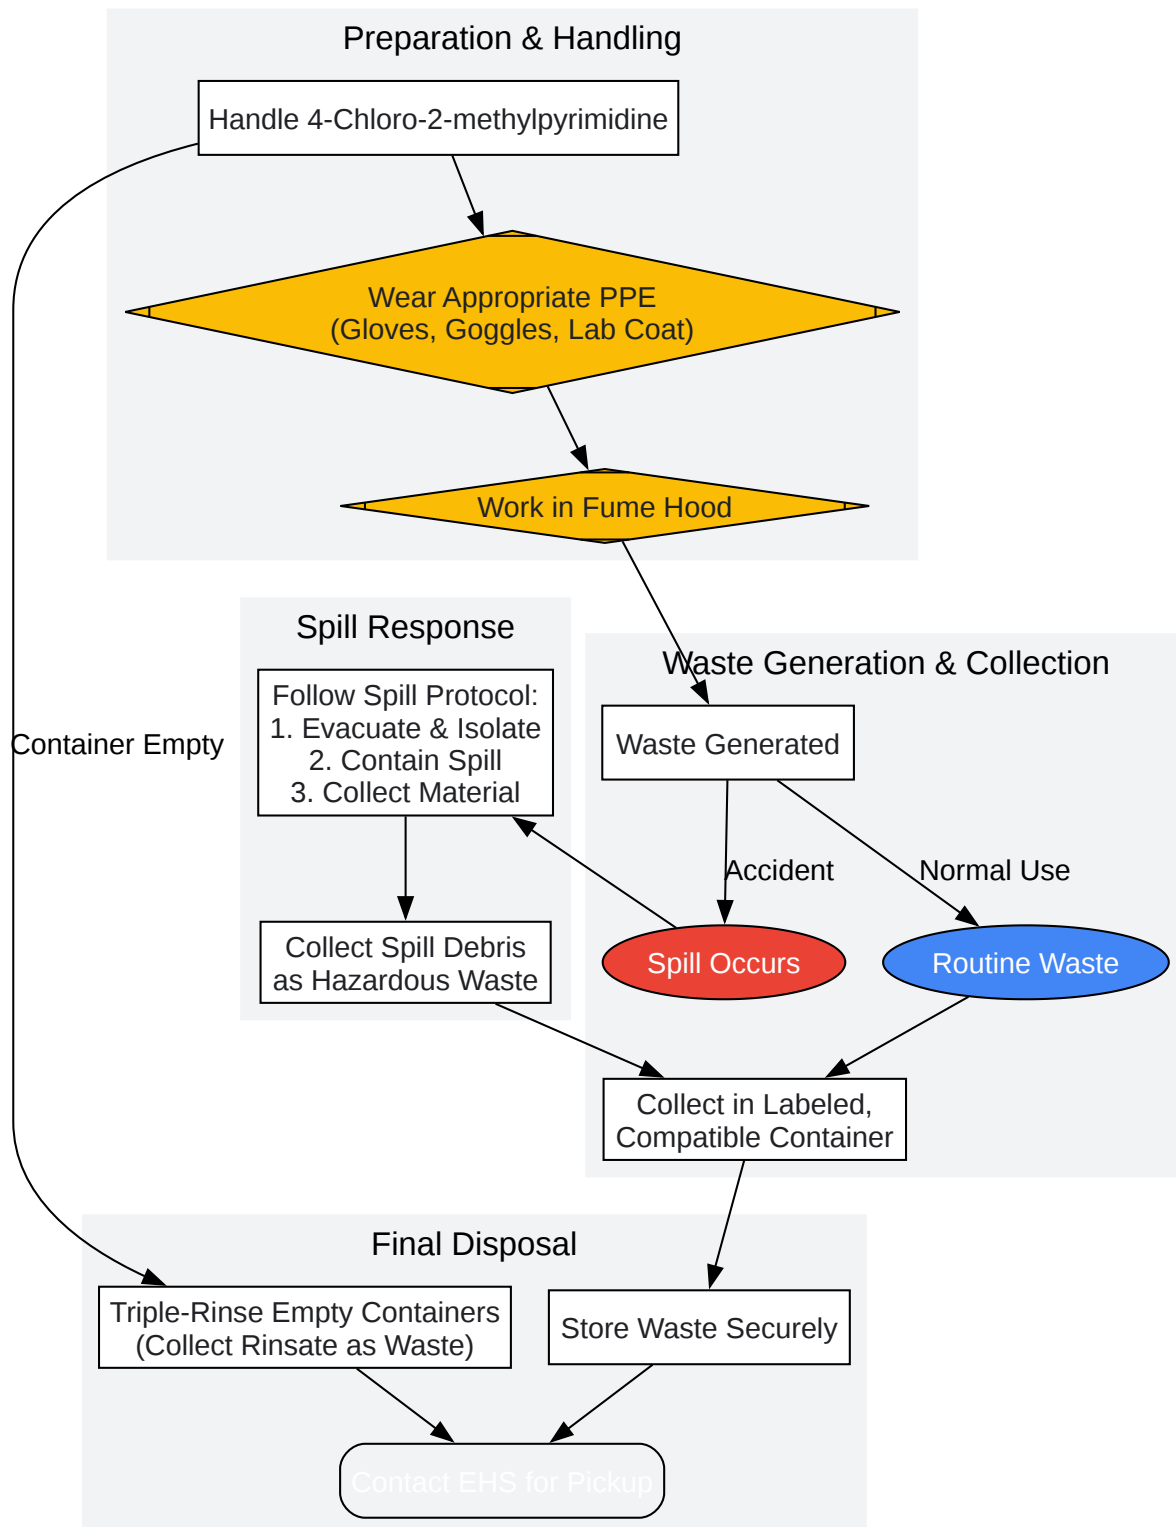 Preparation & Handling
Handle 4-Chloro-2-methylpyrimidine
Wear Appropriate PPE
(Gloves, Goggles, Lab Coat)
Work in Fume Hood
Spill Response
Follow Spill Protocol:
1. Evacuate & Isolate
2. Contain Spill
3. Collect Material
Waste Generation & Collection
Waste Generated
Container Empty
Accident
Normal Use
Collect Spill Debris
as Hazardous Waste
Spill Occurs
Routine Waste
Collect in Labeled,
Compatible Container
Final Disposal
Triple-Rinse Empty Containers
(Collect Rinsate as Waste)
Store Waste Securely
Contact EHS for Pickup